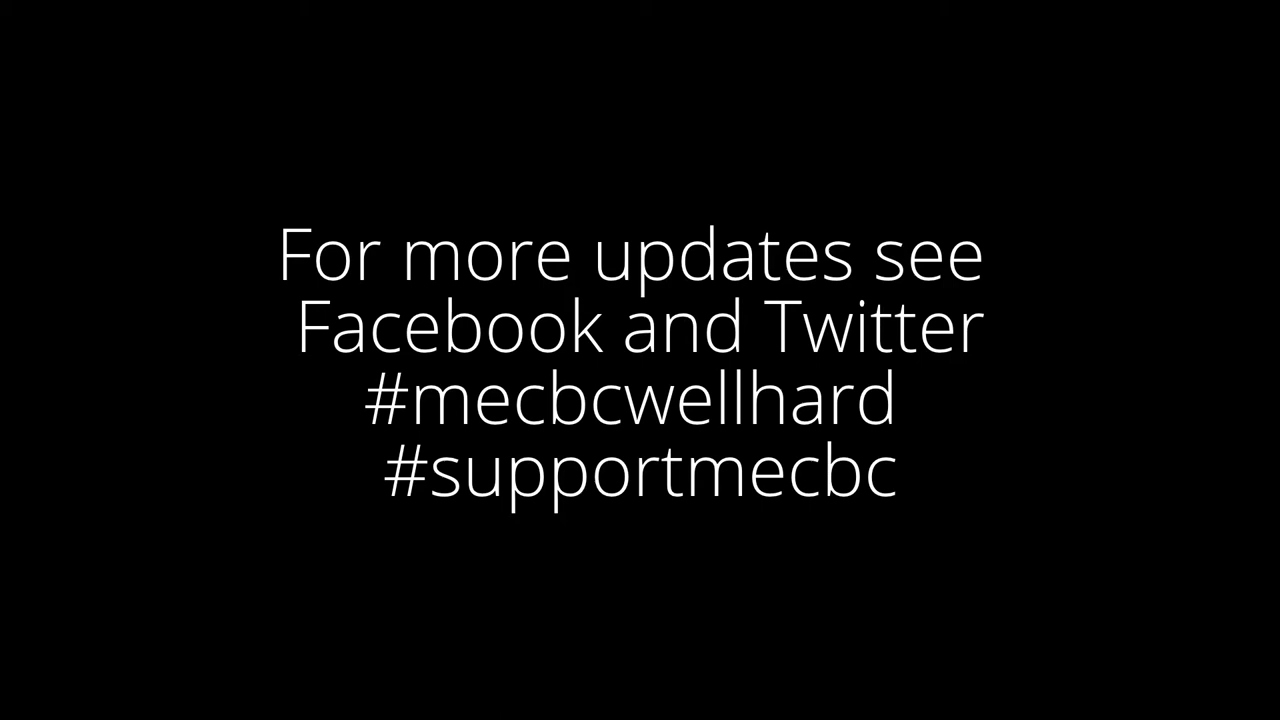 For more updates see
Facebook and Twitter
#mecbcwellhard
#supportmecbc